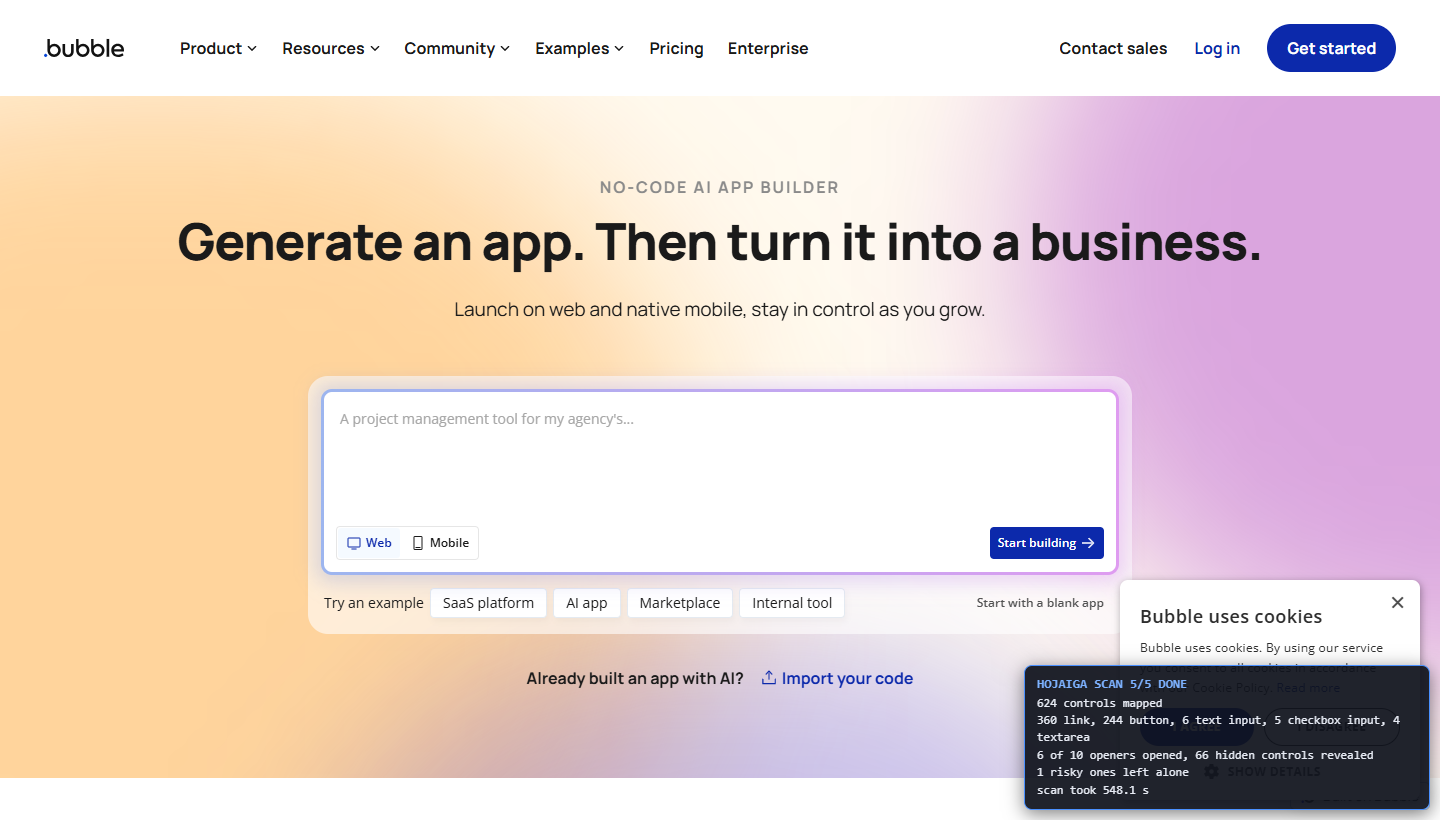 .bubble
Product
Resources
Community
Examples
Pricing
Enterprise
Contact sales
Log in
Get started
NO-CODE AI APP BUILDER
Generate an app. Then turn it into a business.
Launch on web and native mobile, stay in control as you grow.
A project management tool for my agency's...
Web
Mobile
Start building
Try an example
SaaS platform
AI app
Marketplace
Internal tool
Start with a blank app
Already built an app with AI?
Import your code
Bubble uses cookies
Bubble uses cookies. By using our service
Cookie Policy. Read more
SHOW DETAILS
HOJAIGA SCAN 5/5 DONE
624 controls mapped
360 link, 244 button, 6 text input, 5 checkbox input, 4
textarea
6 of 10 openers opened, 66 hidden controls revealed
1 risky ones left alone
scan took 548.1 s